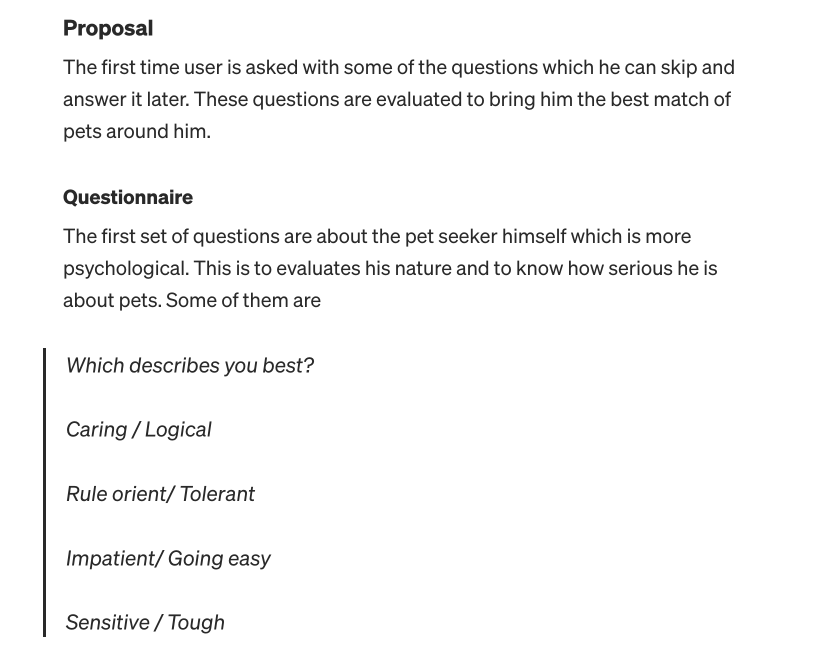 Proposal
The first time user is asked with some of the questions which he can skip and
answer it later. These questions are evaluated to bring him the best match of
pets around him.
Questionnaire
The first set of questions are about the pet seeker himself which is more
psychological. This is to evaluates his nature and to know how serious he is
about pets. Some of them are
Which describes you best?
Caring / Logical
Rule orient/ Tolerant
Impatient/ Going easy
Sensitive / Tough